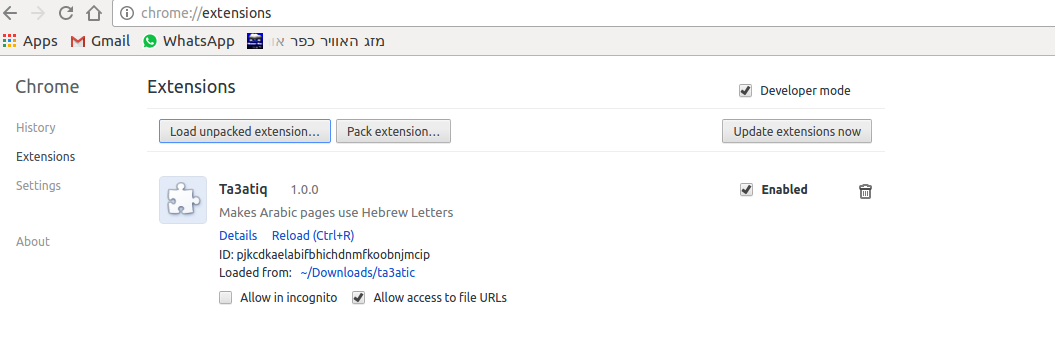 chrome://extensions
Apps Gmail WhatsApp מזג האוויר כפר או
Chrome
Extensions
Developer mode
Load unpacked extension... Pack extension... Update extensions now
History
Extensions
Settings
About
Ta3atiq 1.0.0 Enabled
Makes Arabic pages use Hebrew Letters
Details Reload (Ctrl+R)
ID: pjkcdkaelabifbhichdnmfkoobnjmcip
Loaded from: ~/Downloads/ta3atic
Allow in incognito Allow access to file URLs